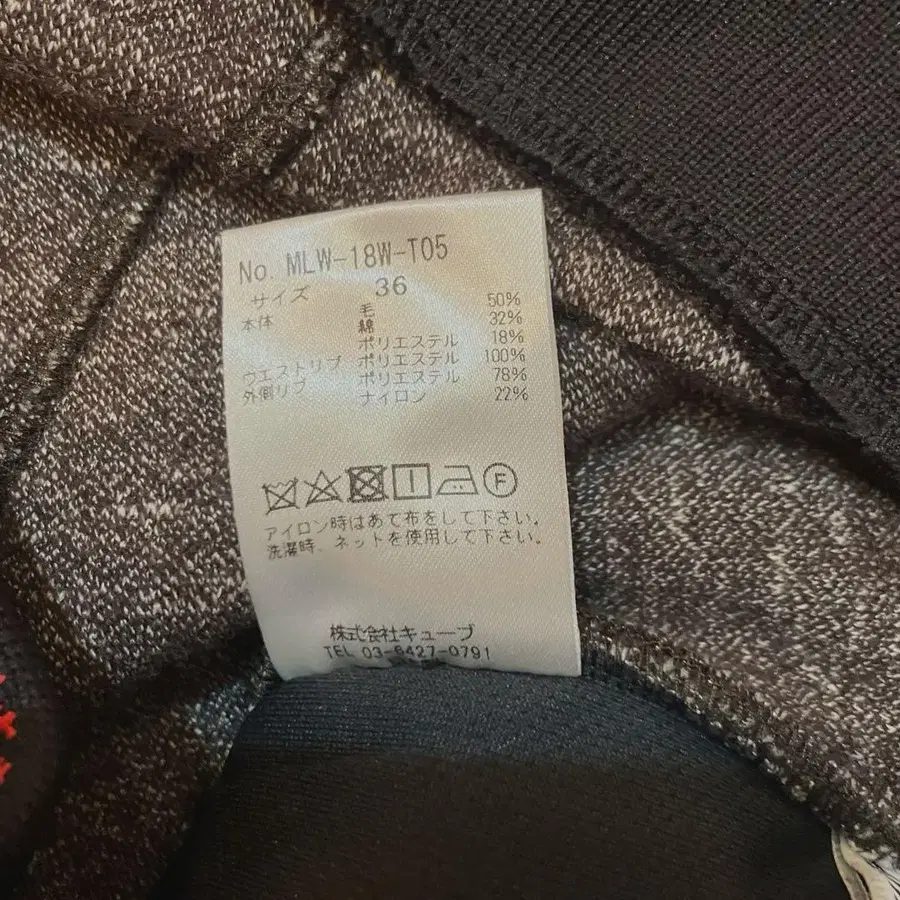 No. MLW-18W-T05
サイズ 36
本体 毛 50%
綿 32%
ポリエステル 18%
ウエストリブ ポリエステル 100%
外側リブ ポリエステル 78%
ナイロン 22%
F
アイロン時はあて布をして下さい。
洗濯時、ネットを使用して下さい。
株式会社キューブ
TEL 03-6427-0791